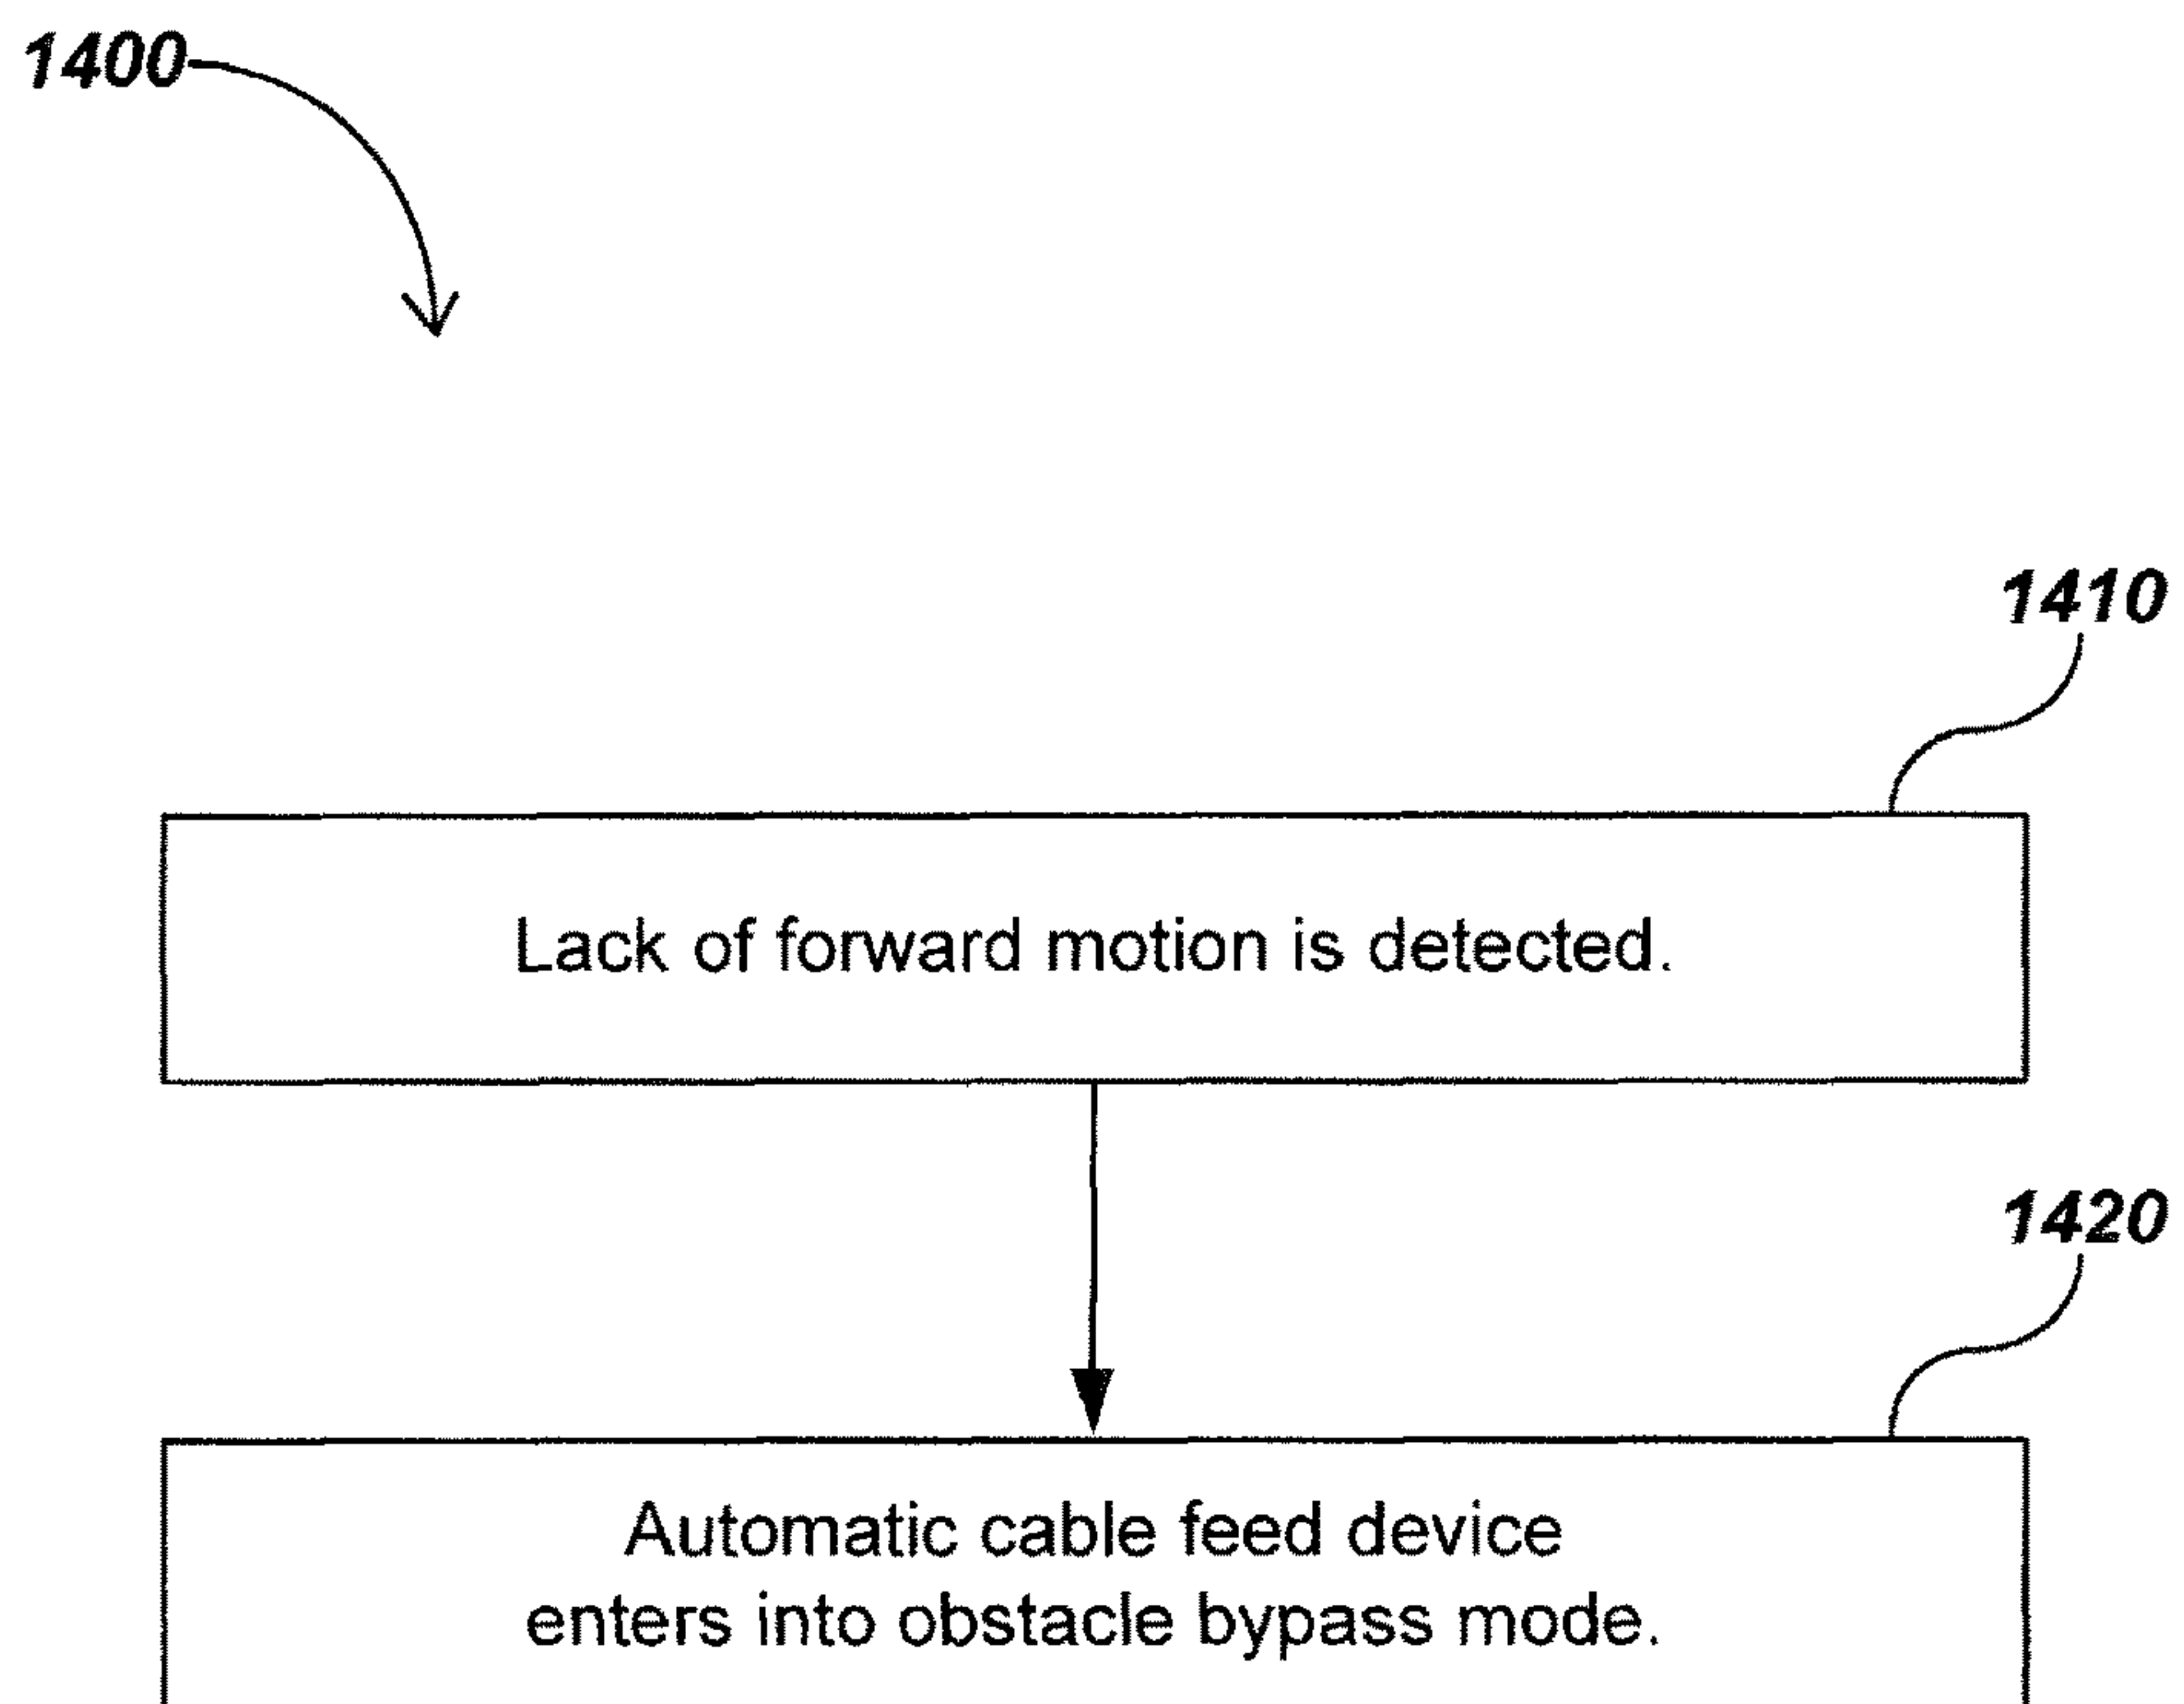 1400
1410
Lack of forward motion is detected.
1420
Automatic cable feed device
enters into obstacle bypass mode.